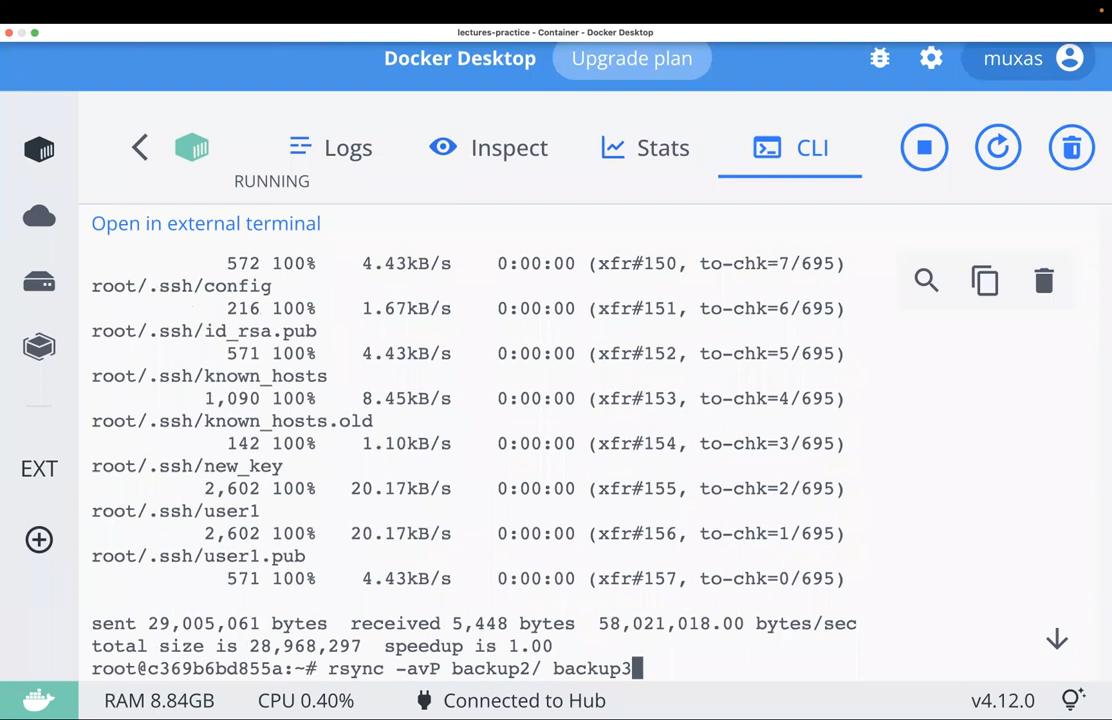 lectures-practice - Container - Docker Desktop
Docker Desktop
Upgrade plan
muxas
Logs
Inspect
Stats
CLI
RUNNING
Open in external terminal
572 100% 4.43kB/s 0:00:00 (xfr#150, to-chk=7/695)
root/.ssh/config
216 100% 1.67kB/s 0:00:00 (xfr#151, to-chk=6/695)
root/.ssh/id_rsa.pub
571 100% 4.43kB/s 0:00:00 (xfr#152, to-chk=5/695)
root/.ssh/known_hosts
1,090 100% 8.45kB/s 0:00:00 (xfr#153, to-chk=4/695)
root/.ssh/known_hosts.old
142 100% 1.10kB/s 0:00:00 (xfr#154, to-chk=3/695)
root/.ssh/new_key
2,602 100% 20.17kB/s 0:00:00 (xfr#155, to-chk=2/695)
root/.ssh/user1
2,602 100% 20.17kB/s 0:00:00 (xfr#156, to-chk=1/695)
root/.ssh/user1.pub
571 100% 4.43kB/s 0:00:00 (xfr#157, to-chk=0/695)
sent 29,005,061 bytes received 5,448 bytes 58,021,018.00 bytes/sec
total size is 28,968,297 speedup is 1.00
root@c369b6bd855a:~# rsync -avP backup2/ backup3
EXT
RAM 8.84GB
CPU 0.40%
Connected to Hub
v4.12.0